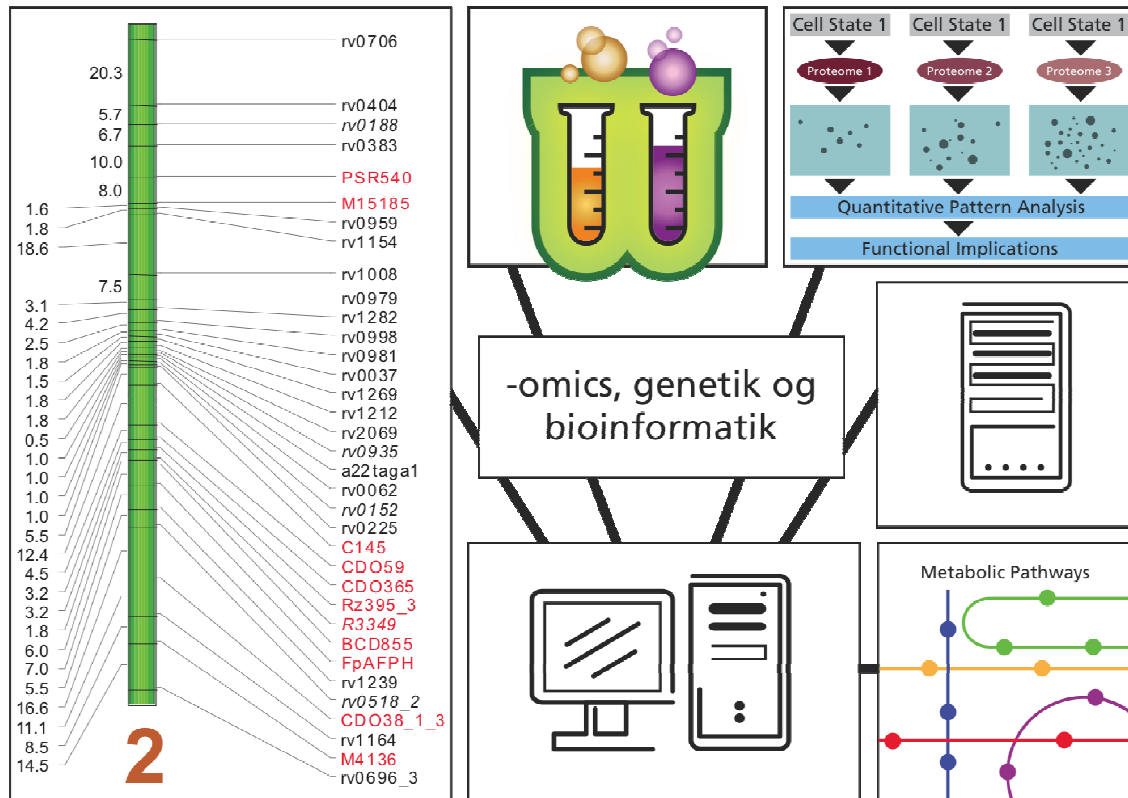 20.3
5.7
6.7
10.0
8.0
1.6
1.8
18.6
7.5
3.1
4.2
2.5
1.8
1.5
1.8
1.8
0.5
1.0
1.0
1.0
1.0
5.5
12.4
4.5
3.2
3.2
1.8
6.0
7.0
5.5
16.6
11.1
8.5
14.5
rv0706
rv0404
rv0188
rv0383
PSR540
M15185
rv0959
rv1154
rv1008
rv0979
rv1282
rv0998
rv0981
rv0037
rv1269
rv1212
rv2069
rv0935
a22taga1
rv0062
rv0152
rv0225
C145
CDO59
CDO365
Rz395_3
R3349
BCD855
FpAFPH
rv1239
rv0518_2
CDO38_1_3
rv1164
M4136
rv0696_3
2
Cell State 1 Cell State 1 Cell State 1
Proteome 1 Proteome 2 Proteome 3
Quantitative Pattern Analysis
Functional Implications
-omics, genetik og
bioinformatik
Metabolic Pathways